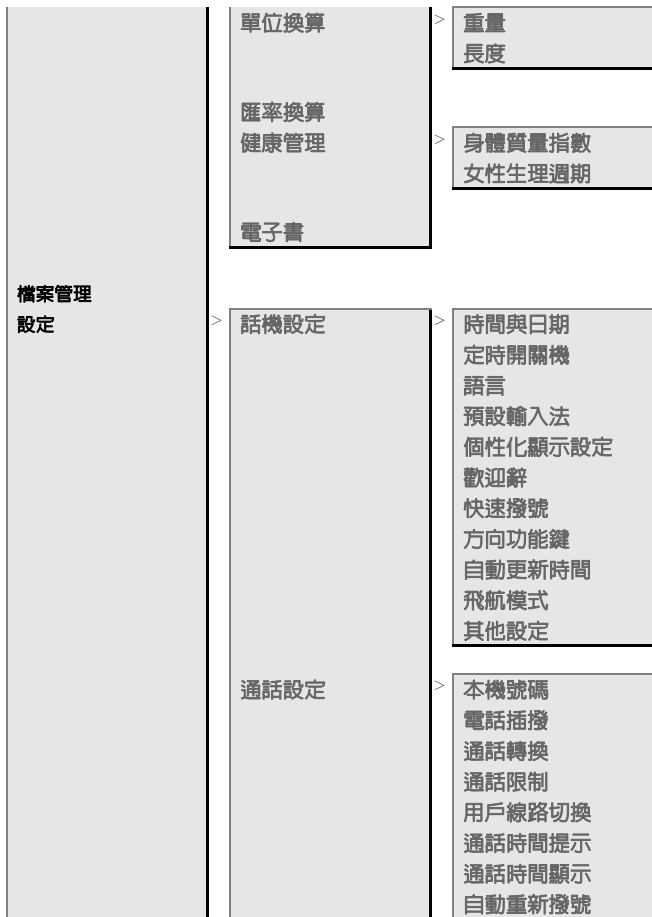 單位換算 > 重量
長度
匯率換算
健康管理 > 身體質量指數
女性生理週期
電子書
檔案管理
設定 > 話機設定 > 時間與日期
定時開關機
語言
預設輸入法
個性化顯示設定
歡迎辭
快速撥號
方向功能鍵
自動更新時間
飛航模式
其他設定
通話設定 > 本機號碼
電話插撥
通話轉換
通話限制
用戶線路切換
通話時間提示
通話時間顯示
自動重新撥號